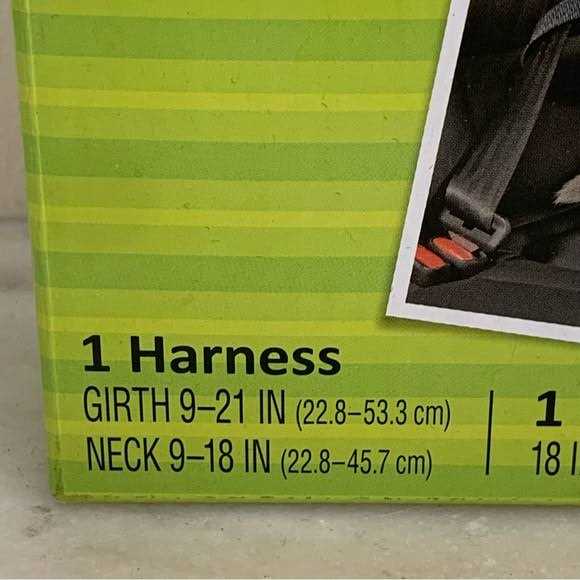 1 Harness
GIRTH 9–21 IN (22.8–53.3 cm)
NECK 9–18 IN (22.8–45.7 cm)
1
18 I